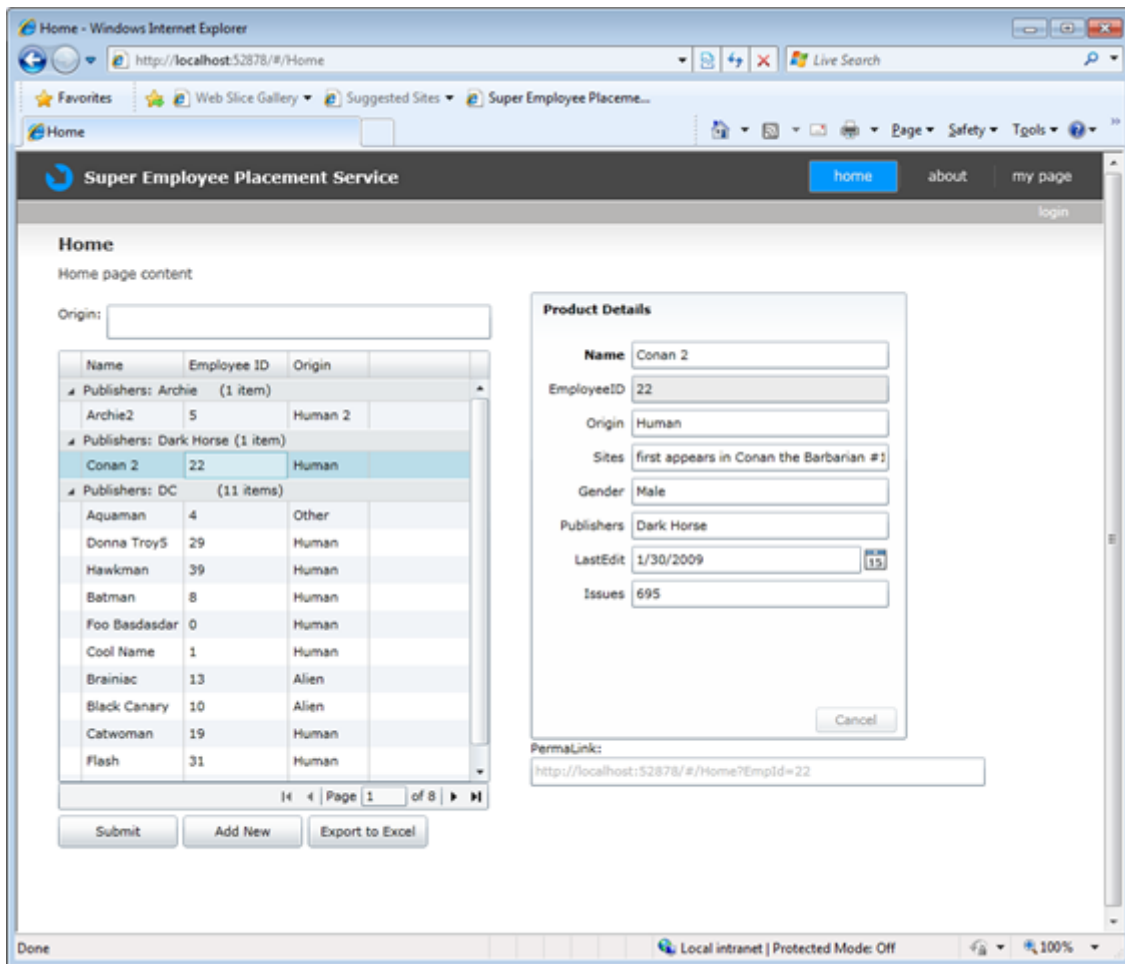 Home - Windows Internet Explorer
http://localhost:52878/#/Home
Live Search
Favorites Web Slice Gallery Suggested Sites Super Employee Placeme...
Home
Page Safety Tools
Super Employee Placement Service home about my page
login
Home
Home page content
Origin:
Name Employee ID Origin
Publishers: Archie (1 item)
Archie2 5 Human 2
Publishers: Dark Horse (1 item)
Conan 2 22 Human
Publishers: DC (11 items)
Aquaman 4 Other
Donna Troy5 29 Human
Hawkman 39 Human
Batman 8 Human
Foo Basdasdar 0 Human
Cool Name 1 Human
Brainiac 13 Alien
Black Canary 10 Alien
Catwoman 19 Human
Flash 31 Human
Page 1 of 8
Submit Add New Export to Excel
Product Details
Name Conan 2
EmployeeID 22
Origin Human
Sites first appears in Conan the Barbarian #1
Gender Male
Publishers Dark Horse
LastEdit 1/30/2009 15
Issues 695
Cancel
PermaLink:
http://localhost:52878/#/Home?EmpId=22
Done Local intranet | Protected Mode: Off 100%